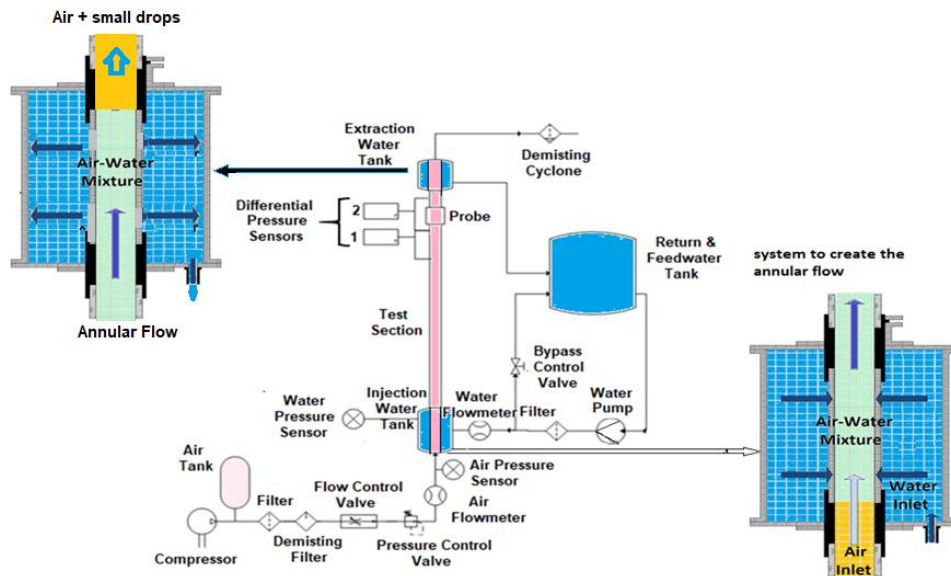 Air + small drops
Air-Water
Mixture
Annular Flow
Extraction
Water
Tank
Demisting
Cyclone
Differential
Pressure
Sensors
2
1
Probe
Return &
Feedwater
Tank
Test
Section
Bypass
Control
Valve
Water
Pressure
Sensor
Injection
Water
Tank
Water
Flowmeter
Filter
Water
Pump
Air
Tank
Filter
Demisting
Filter
Flow Control
Valve
Pressure Control
Valve
Air Pressure
Sensor
Air
Flowmeter
Compressor
system to create the
annular flow
Air-Water
Mixture
Water
Inlet
Air
Inlet